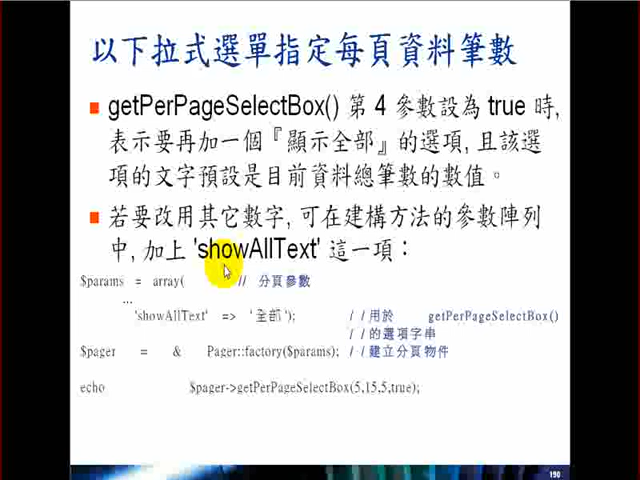 以下拉式選單指定每頁資料筆數
getPerPageSelectBox() 第 4 參數設為 true 時,
表示要再加一個『顯示全部』的選項, 且該選
項的文字預設是目前資料總筆數的數值。
若要改用其它數字, 可在建構方法的參數陣列
中, 加上 'showAllText' 這一項：
$params = array( // 分頁參數
...
'showAllText' => '全部'); //用於 getPerPageSelectBox()
//的選項字串
$pager = & Pager::factory($params); //建立分頁物件
echo $pager->getPerPageSelectBox(5,15,5,true);
190